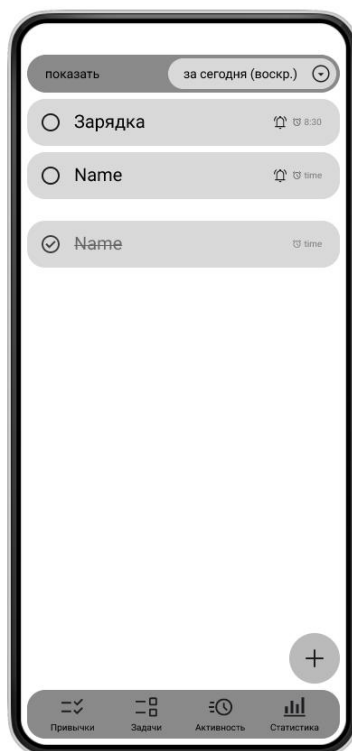 показать за сегодня (воскр.)
Зарядка 8:30
Name time
Name time
Привычки Задачи Активность Статистика